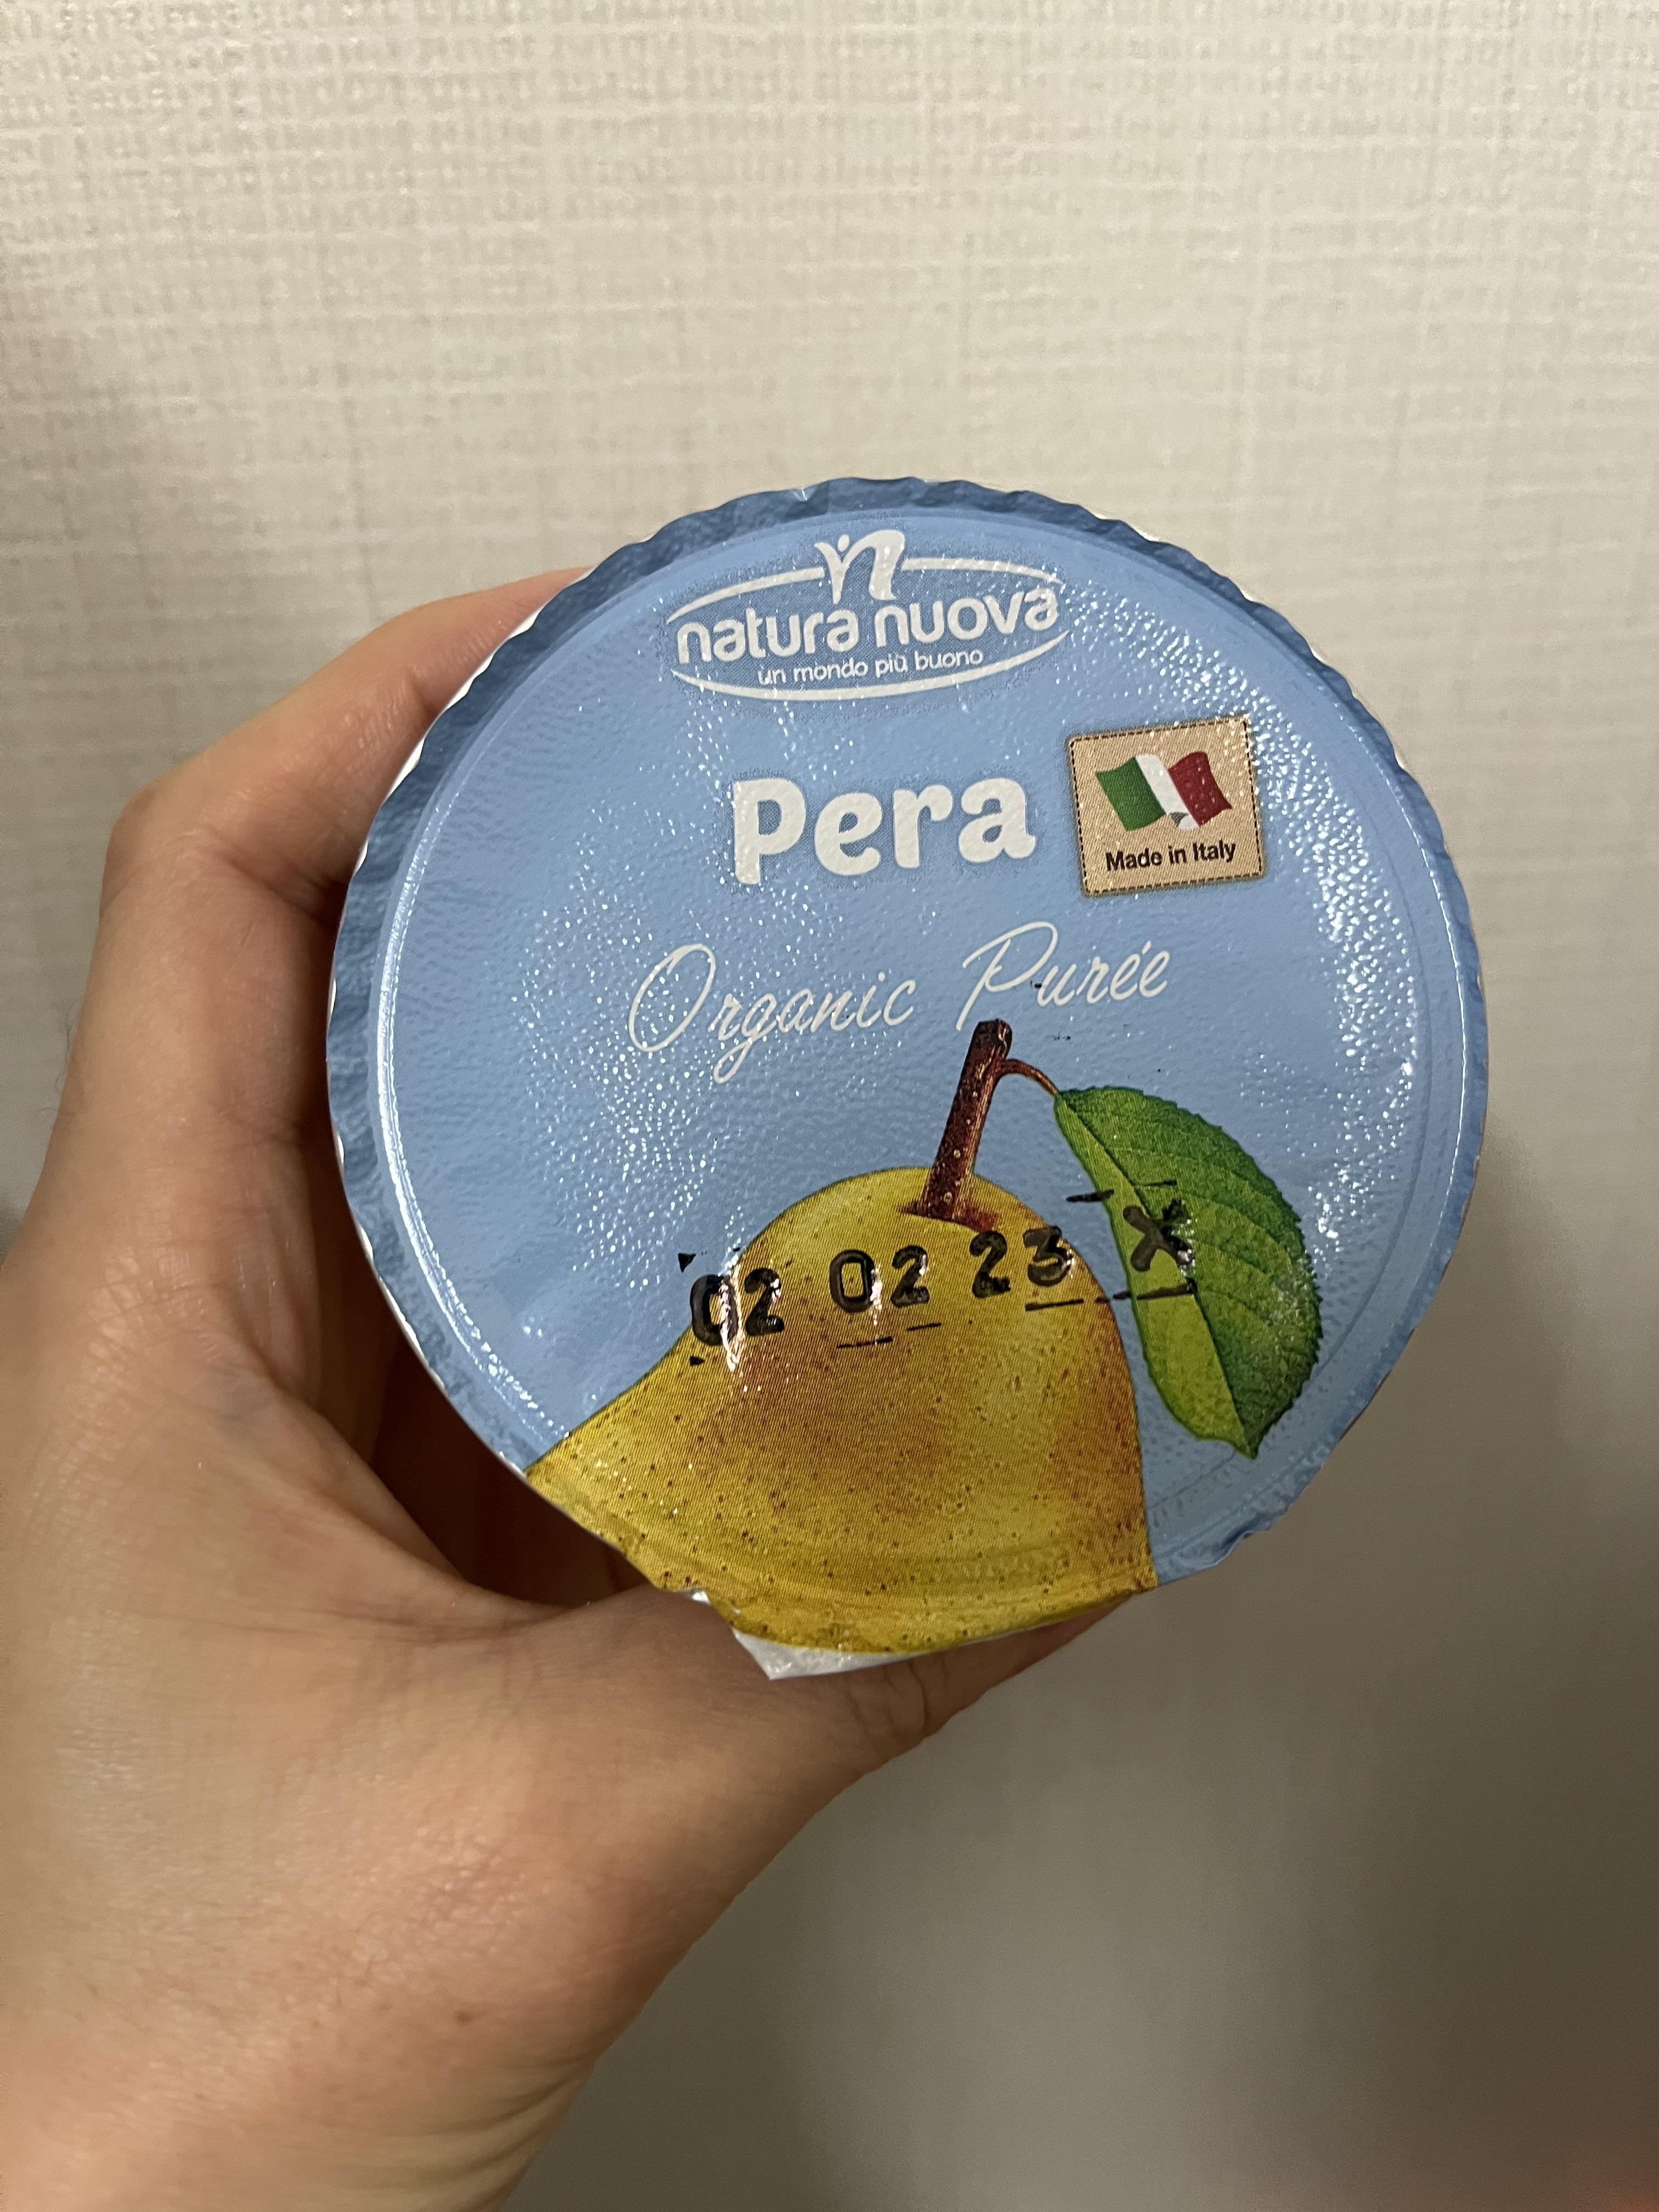 natura nuova
un mondo più buono
Pera
Made in Italy
Organic Purée
02 02 23 X